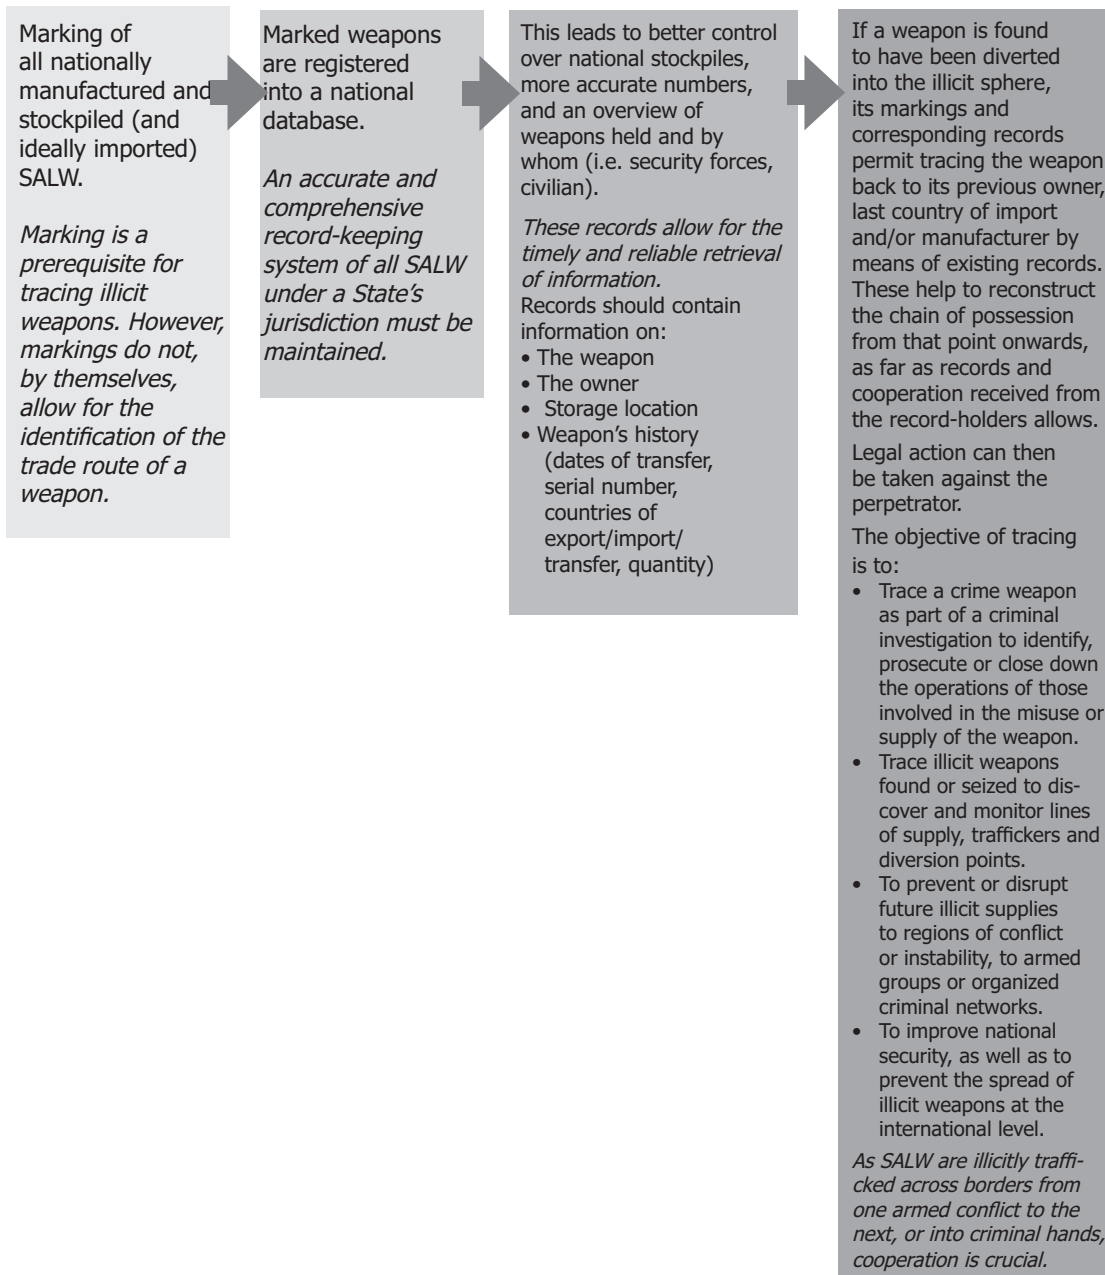 Marking of
all nationally
manufactured and
stockpiled (and
ideally imported)
SALW.
Marking is a
prerequisite for
tracing illicit
weapons. However,
markings do not,
by themselves,
allow for the
identification of the
trade route of a
weapon.
Marked weapons
are registered
into a national
database.
An accurate and
comprehensive
record-keeping
system of all SALW
under a State's
jurisdiction must be
maintained.
This leads to better control
over national stockpiles,
more accurate numbers,
and an overview of
weapons held and by
whom (i.e. security forces,
civilian).
These records allow for the
timely and reliable retrieval
of information.
Records should contain
information on:
• The weapon
• The owner
• Storage location
• Weapon's history
(dates of transfer,
serial number,
countries of
export/import/
transfer, quantity)
If a weapon is found
to have been diverted
into the illicit sphere,
its markings and
corresponding records
permit tracing the weapon
back to its previous owner,
last country of import
and/or manufacturer by
means of existing records.
These help to reconstruct
the chain of possession
from that point onwards,
as far as records and
cooperation received from
the record-holders allows.
Legal action can then
be taken against the
perpetrator.
The objective of tracing
is to:
• Trace a crime weapon
as part of a criminal
investigation to identify,
prosecute or close down
the operations of those
involved in the misuse or
supply of the weapon.
• Trace illicit weapons
found or seized to dis-
cover and monitor lines
of supply, traffickers and
diversion points.
• To prevent or disrupt
future illicit supplies
to regions of conflict
or instability, to armed
groups or organized
criminal networks.
• To improve national
security, as well as to
prevent the spread of
illicit weapons at the
international level.
As SALW are illicitly traffi-
cked across borders from
one armed conflict to the
next, or into criminal hands,
cooperation is crucial.